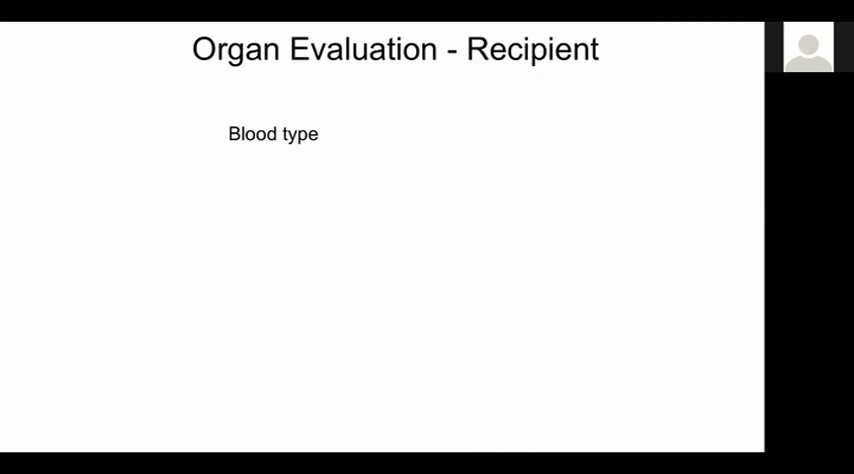 Organ Evaluation - Recipient
Blood type